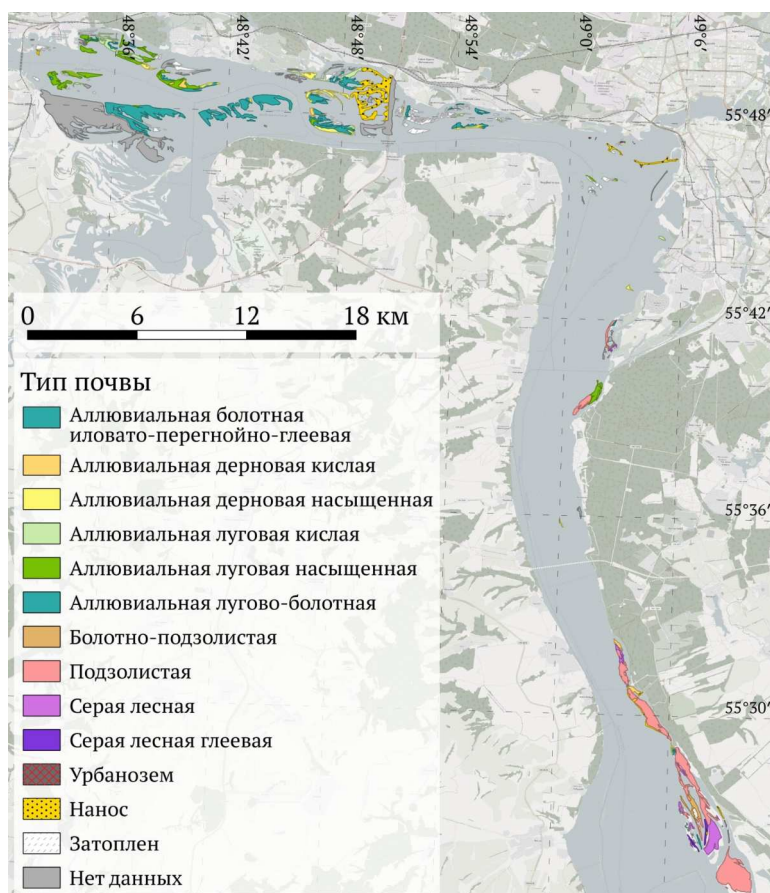 48°36′
42°42′
48°48′
48°54′
49°0′
49°6′
55°48′
55°42′
55°36′
55°30′
0 6 12 18 км
Тип почвы
Аллювиальная болотная
иловато-перегнойно-глеевая
Аллювиальная дерновая кислая
Аллювиальная дерновая насыщенная
Аллювиальная луговая кислая
Аллювиальная луговая насыщенная
Аллювиальная лугово-болотная
Болотно-подзолистая
Подзолистая
Серая лесная
Серая лесная глеевая
Урбанозем
Нанос
Затоплен
Нет данных